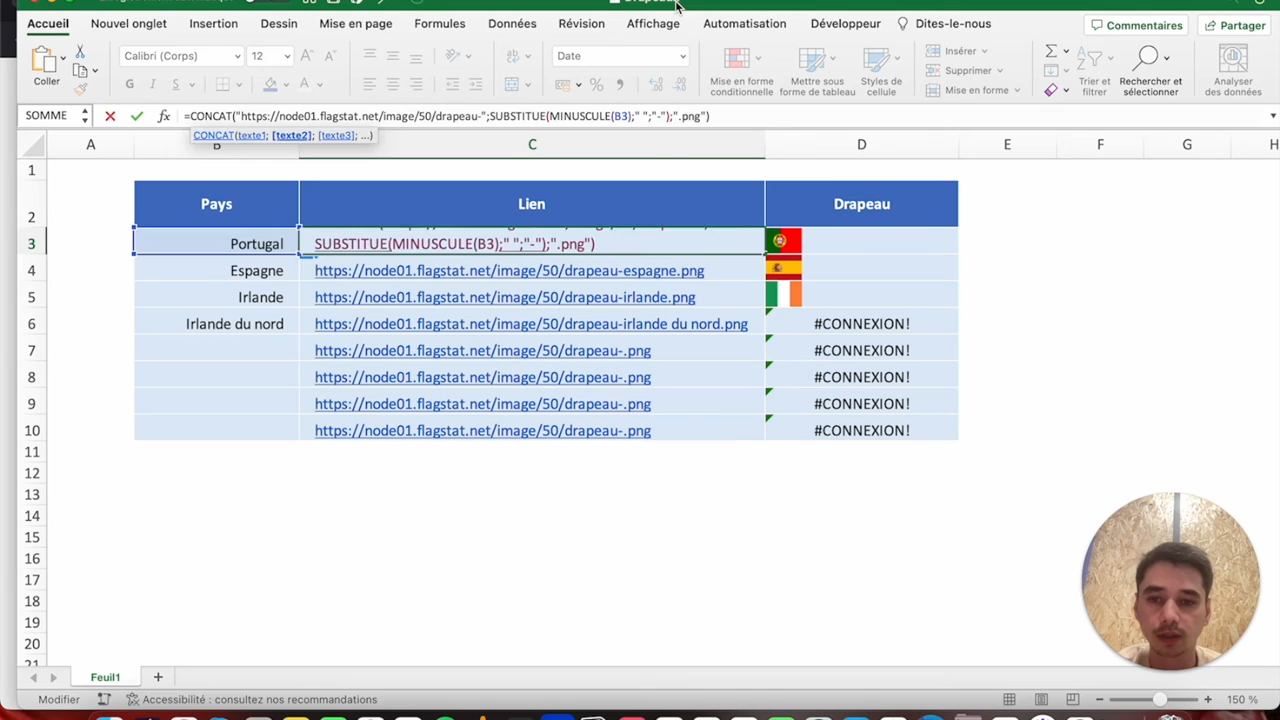 Accueil Nouvel onglet Insertion Dessin Mise en page Formules Données Révision Affichage Automatisation Développeur Dites-le-nous Commentaires Partager
Coller
Calibri (Corps) 12
G I S
Date
Mise en forme conditionnelle
Mettre sous forme de tableau
Styles de cellule
Insérer
Supprimer
Mise en forme
Trier et filtrer
Rechercher et sélectionner
Analyser des données
SOMME fx =CONCAT("https://node01.flagstat.net/image/50/drapeau-";SUBSTITUE(MINUSCULE(B3);" ";"-");".png")
CONCAT(texte1; [texte2]; [texte3]; ...)
A B C D E F G H
1
2 Pays Lien Drapeau
3 Portugal SUBSTITUE(MINUSCULE(B3);" ";"-");".png")
4 Espagne https://node01.flagstat.net/image/50/drapeau-espagne.png
5 Irlande https://node01.flagstat.net/image/50/drapeau-irlande.png
6 Irlande du nord https://node01.flagstat.net/image/50/drapeau-irlande du nord.png #CONNEXION!
7 https://node01.flagstat.net/image/50/drapeau-.png #CONNEXION!
8 https://node01.flagstat.net/image/50/drapeau-.png #CONNEXION!
9 https://node01.flagstat.net/image/50/drapeau-.png #CONNEXION!
10 https://node01.flagstat.net/image/50/drapeau-.png #CONNEXION!
11
12
13
14
15
16
17
18
19
20
21
Feuil1 +
Modifier Accessibilité : consultez nos recommandations 150 %